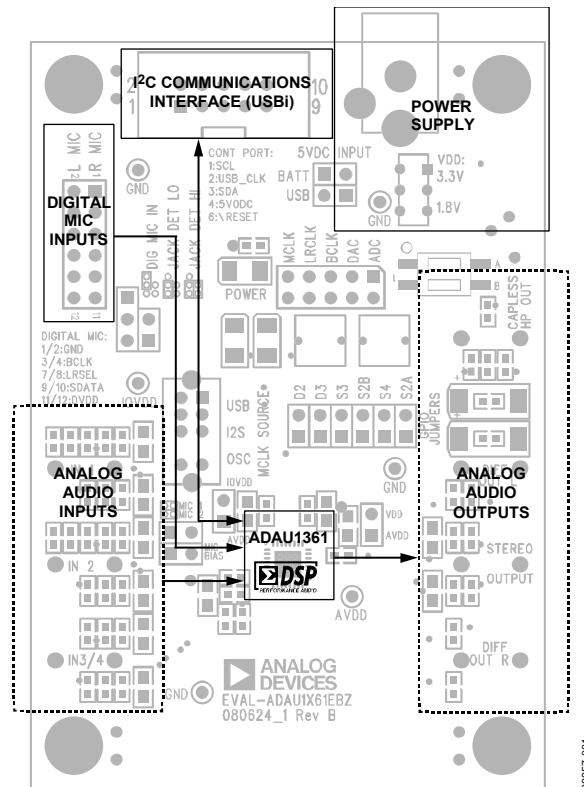 I²C COMMUNICATIONS
INTERFACE (USBi)
2
1
10
9
POWER
SUPPLY
L MIC
R MIC
2
GND
DIGITAL
MIC
INPUTS
CONT PORT:
1:SCL
2:USB_CLK
3:SDA
4:5VODC
6:\RESET
5VDC INPUT
BATT
USB
GND
VDD:
3.3V
1.8V
DIG MIC IN
JACK DET LO
JACK DET HI
POWER
MCLK
LRCLK
BCLK
DAC
ADC
1
A
B
CAPLESS
HP OUT
12
11
DIGITAL MIC:
1/2:GND
3/4:BCLK
7/8:LRSEL
9/10:SDATA
11/12:DVDD
IOVDD
USB
I2S
OSC
IOVDD
MCLK SOURCE
D2
D3
S3
S2B
S4
S2A
GPIO
JUMPERS
GND
ANALOG
AUDIO
INPUTS
ANALOG
AUDIO
OUTPUTS
ADAU1361
DSP
PERFORMANCE AUDIO
AVDD
MIC
BIAS
VDD
AVDD
IN 2
STEREO
OUTPUT
AVDD
DIFF
OUT R
IN3/4
GND
ANALOG
DEVICES
EVAL-ADAU1X61EBZ
080624_1 Rev B